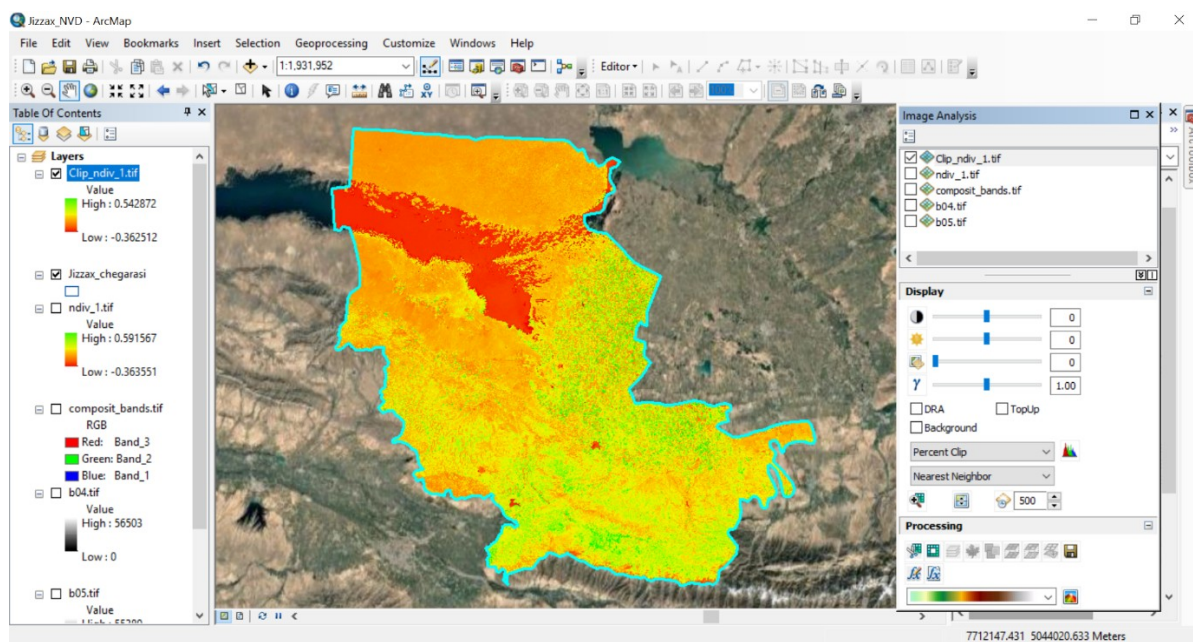 Jizzax_NVD - ArcMap
File Edit View Bookmarks Insert Selection Geoprocessing Customize Windows Help
1:1,931,952 Editor
Table Of Contents
Layers
Clip_ndiv_1.tif
Value
High : 0.542872
Low : -0.362512
Jizzax_chegarasi
ndiv_1.tif
Value
High : 0.591567
Low : -0.363551
composit_bands.tif
RGB
Red: Band_3
Green: Band_2
Blue: Band_1
b04.tif
Value
High : 56503
Low : 0
b05.tif
Value
Image Analysis
Clip_ndiv_1.tif
ndiv_1.tif
composit_bands.tif
b04.tif
b05.tif
Display
0
0
0
γ 1.00
DRA TopUp
Background
Percent Clip
Nearest Neighbor
500
Processing
ArcToolbox
7712147.431 5044020.633 Meters